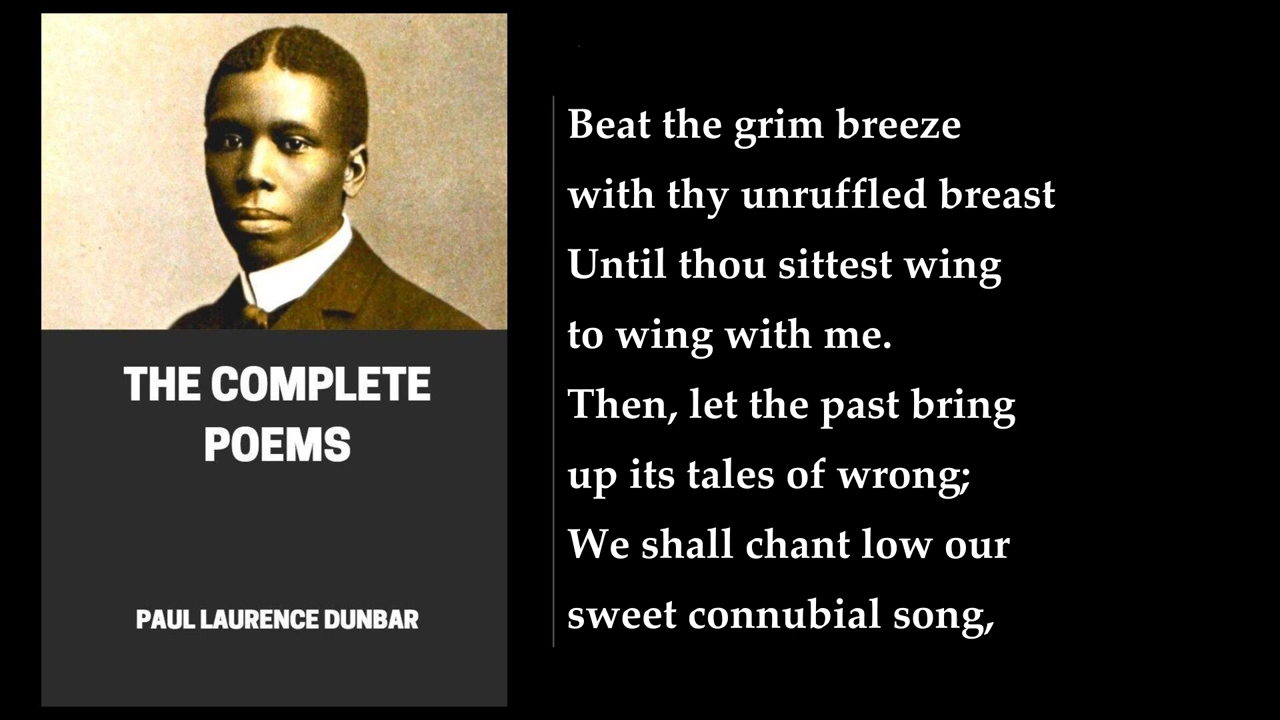 THE COMPLETE
POEMS
PAUL LAURENCE DUNBAR
Beat the grim breeze
with thy unruffled breast
Until thou sittest wing
to wing with me.
Then, let the past bring
up its tales of wrong;
We shall chant low our
sweet connubial song,